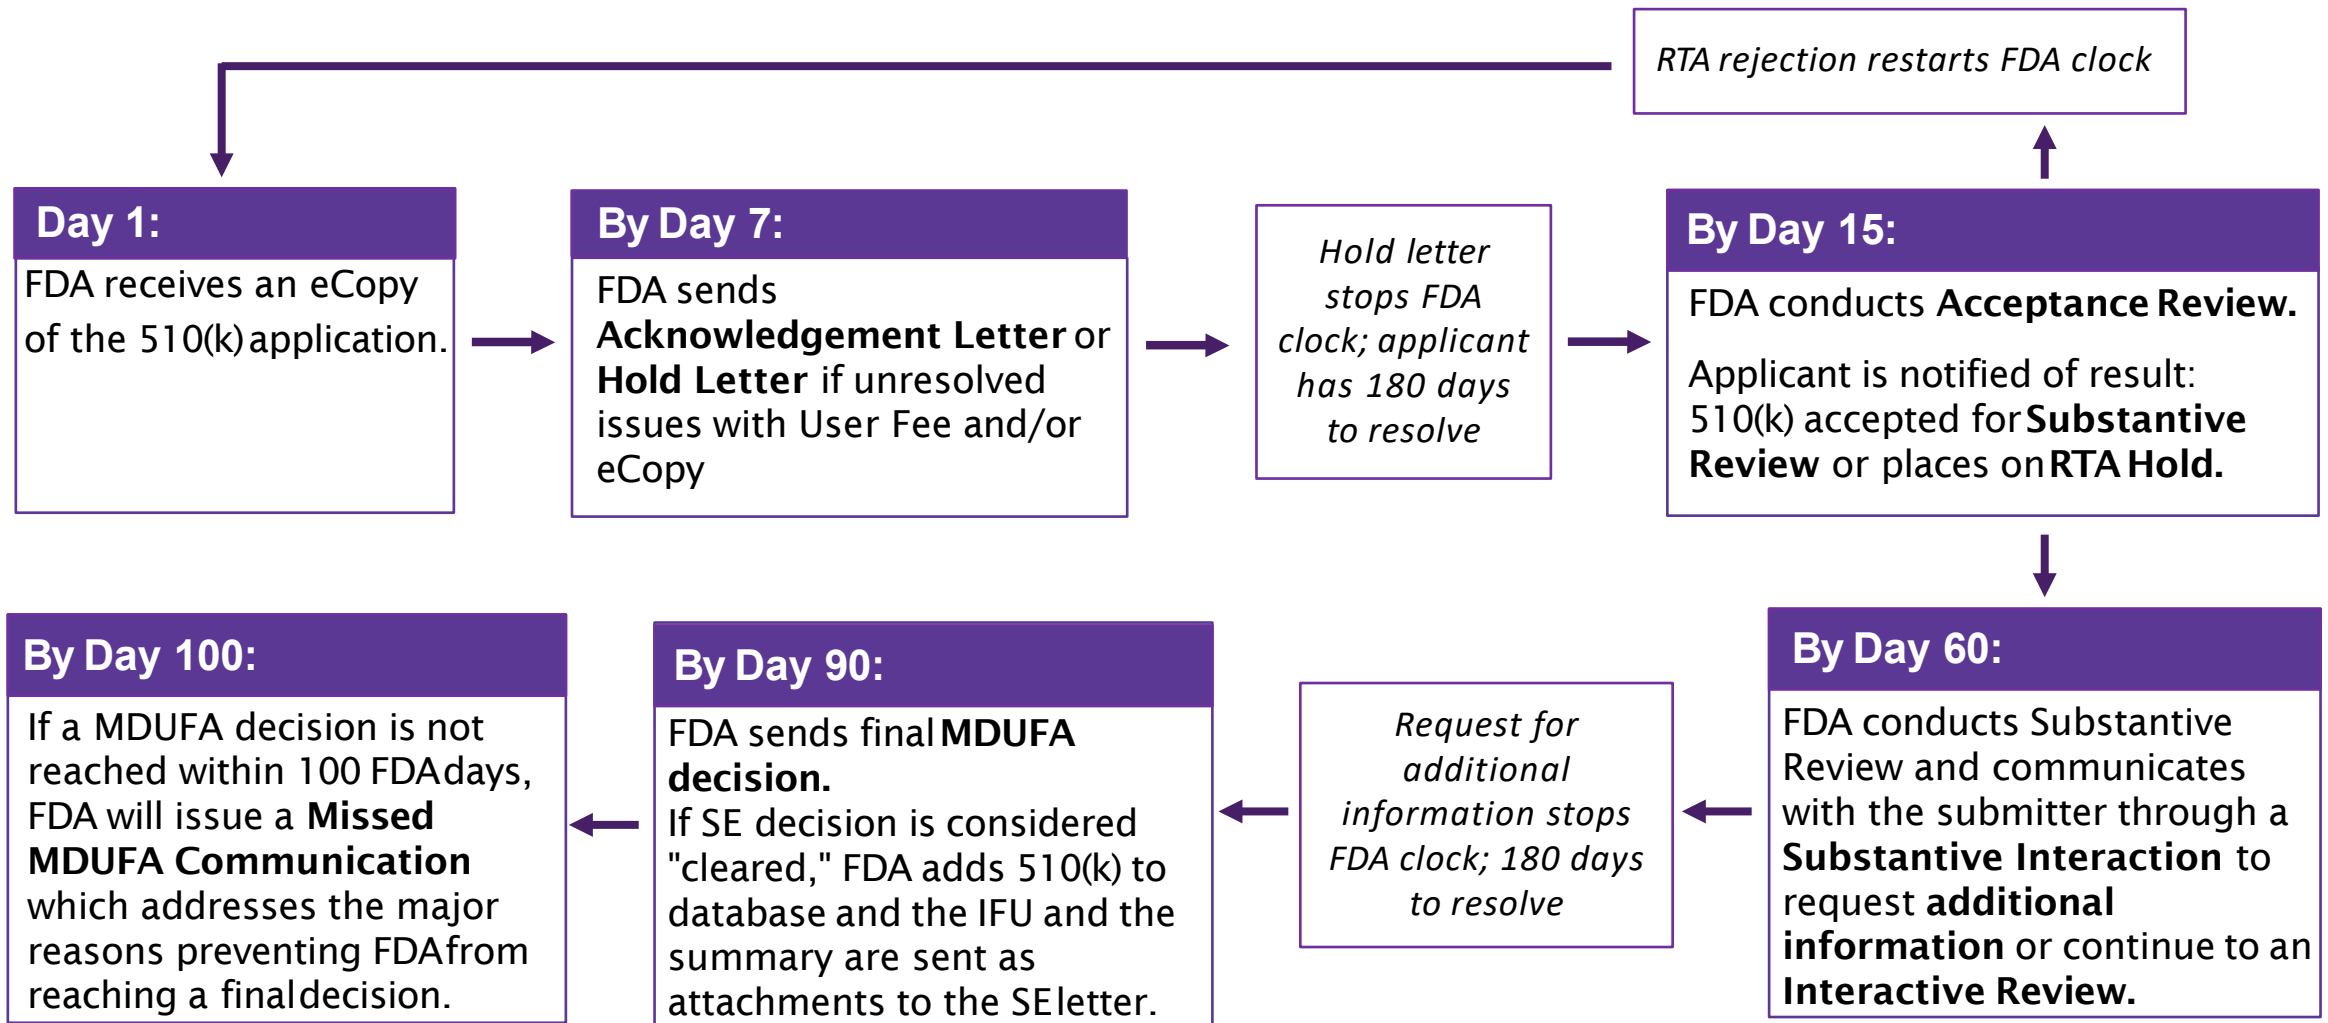 RTA rejection restarts FDA clock
Day 1:
FDA receives an eCopy
of the 510(k) application.
By Day 7:
FDA sends
Acknowledgement Letter or
Hold Letter if unresolved
issues with User Fee and/or
eCopy
Hold letter
stops FDA
clock; applicant
has 180 days
to resolve
By Day 15:
FDA conducts Acceptance Review.
Applicant is notified of result:
510(k) accepted for Substantive
Review or places on RTA Hold.
By Day 60:
FDA conducts Substantive
Review and communicates
with the submitter through a
Substantive Interaction to
request additional
information or continue to an
Interactive Review.
Request for
additional
information stops
FDA clock; 180 days
to resolve
By Day 90:
FDA sends final MDUFA
decision.
If SE decision is considered
"cleared," FDA adds 510(k) to
database and the IFU and the
summary are sent as
attachments to the SE letter.
By Day 100:
If a MDUFA decision is not
reached within 100 FDA days,
FDA will issue a Missed
MDUFA Communication
which addresses the major
reasons preventing FDA from
reaching a final decision.